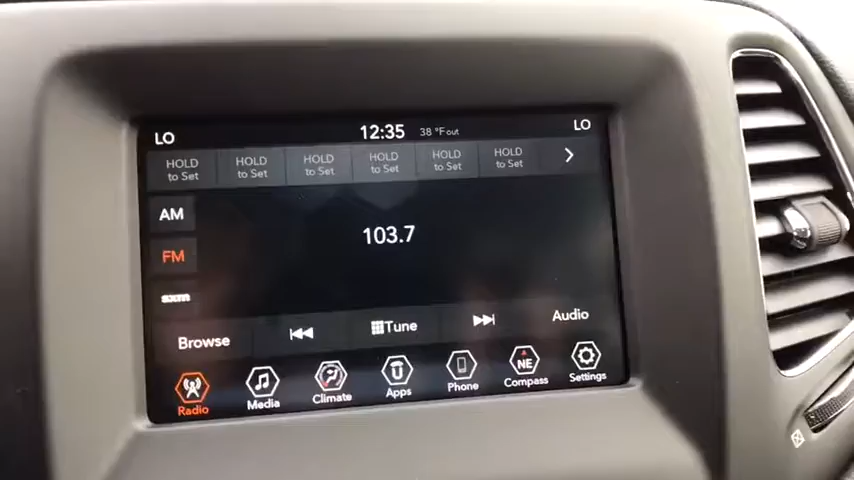 LO 12:35 38 °F out LO
HOLD to Set HOLD to Set HOLD to Set HOLD to Set HOLD to Set HOLD to Set
AM
103.7
FM
sxm
Browse Tune Audio
Radio Media Climate Apps Phone NE Compass Settings